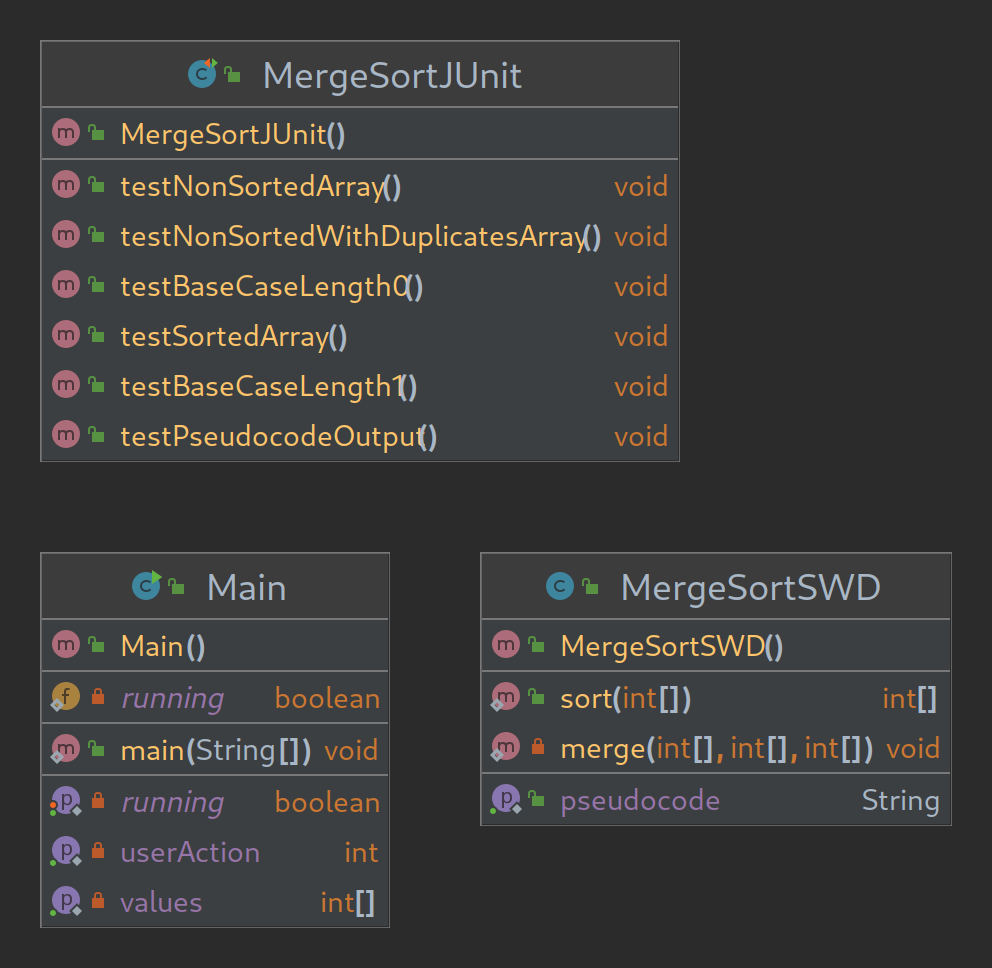 MergeSortJUnit
MergeSortJUnit()
testNonSortedArray() void
testNonSortedWithDuplicatesArray() void
testBaseCaseLength0() void
testSortedArray() void
testBaseCaseLength1() void
testPseudocodeOutput() void
Main
Main()
running boolean
main(String[]) void
running boolean
userAction int
values int[]
MergeSortSWD
MergeSortSWD()
sort(int[]) int[]
merge(int[], int[], int[]) void
pseudocode String